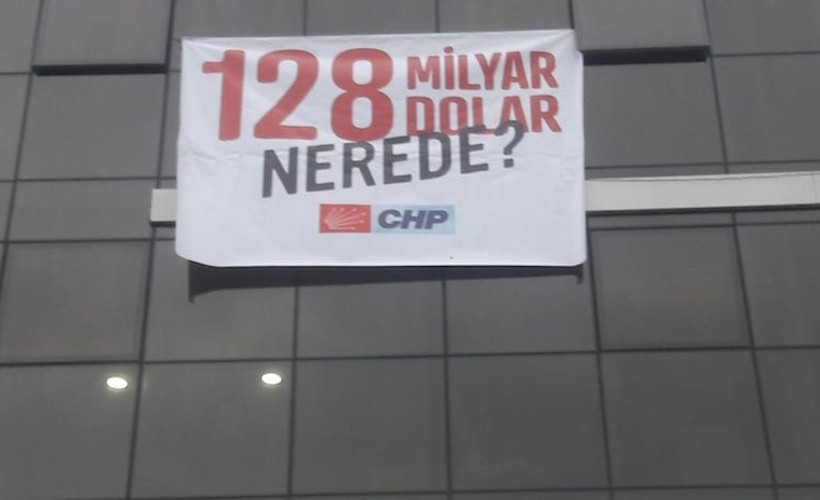 128 MİLYAR
DOLAR
NEREDE?
CHP